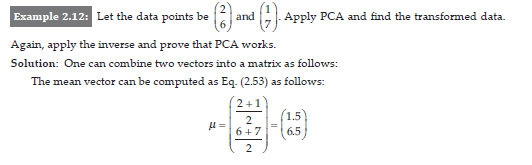 Example 2.12: Let the data points be (2 6) and (1 7). Apply PCA and find the transformed data.
Again, apply the inverse and prove that PCA works.
Solution: One can combine two vectors into a matrix as follows:
The mean vector can be computed as Eq. (2.53) as follows:
μ = ((2+1)/2 (6+7)/2) = (1.5 6.5)